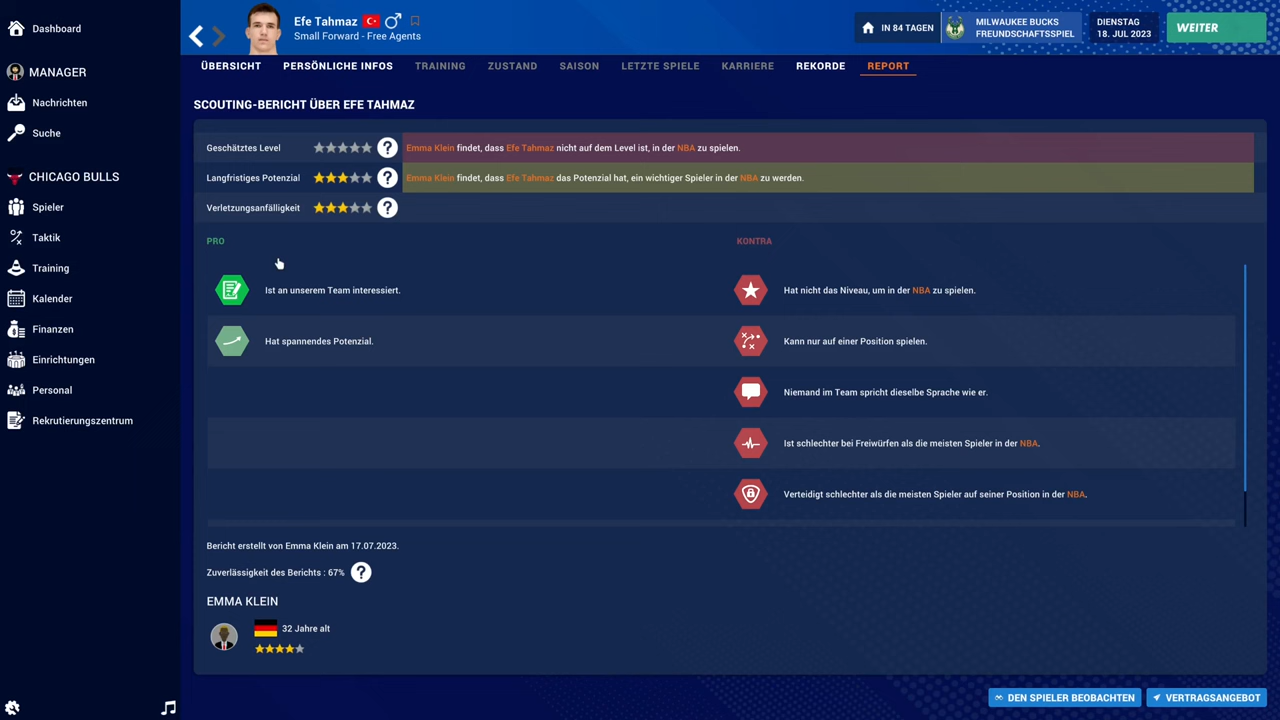 Dashboard
MANAGER
Nachrichten
Suche
CHICAGO BULLS
Spieler
Taktik
Training
Kalender
Finanzen
Einrichtungen
Personal
Rekrutierungszentrum
Efe Tahmaz
Small Forward - Free Agents
IN 84 TAGEN
MILWAUKEE BUCKS
FREUNDSCHAFTSSPIEL
DIENSTAG
18. JUL 2023
WEITER
ÜBERSICHT
PERSÖNLICHE INFOS
TRAINING
ZUSTAND
SAISON
LETZTE SPIELE
KARRIERE
REKORDE
REPORT
SCOUTING-BERICHT ÜBER EFE TAHMAZ
Geschätztes Level
?
Emma Klein findet, dass Efe Tahmaz nicht auf dem Level ist, in der NBA zu spielen.
Langfristiges Potenzial
?
Emma Klein findet, dass Efe Tahmaz das Potenzial hat, ein wichtiger Spieler in der NBA zu werden.
Verletzungsanfälligkeit
?
PRO
Ist an unserem Team interessiert.
Hat spannendes Potenzial.
KONTRA
Hat nicht das Niveau, um in der NBA zu spielen.
Kann nur auf einer Position spielen.
Niemand im Team spricht dieselbe Sprache wie er.
Ist schlechter bei Freiwürfen als die meisten Spieler in der NBA.
Verteidigt schlechter als die meisten Spieler auf seiner Position in der NBA.
Bericht erstellt von Emma Klein am 17.07.2023.
Zuverlässigkeit des Berichts : 67%
?
EMMA KLEIN
32 Jahre alt
DEN SPIELER BEOBACHTEN
VERTRAGSANGEBOT